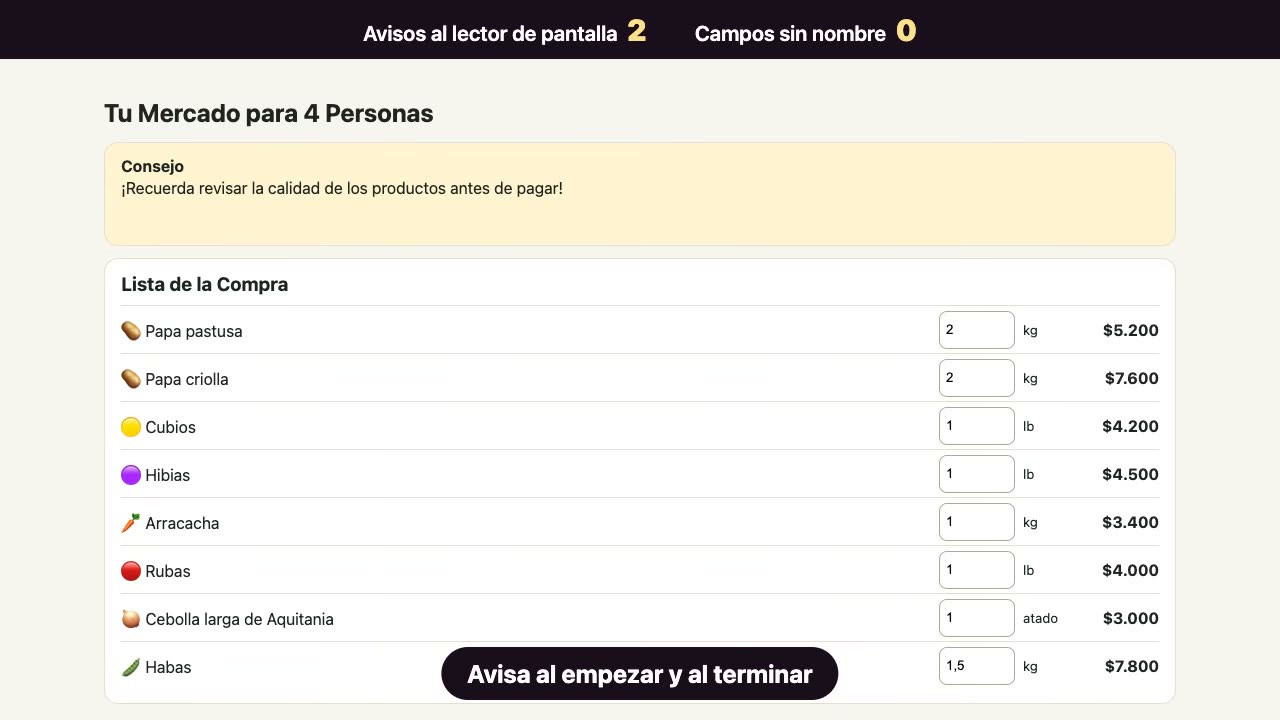 Avisos al lector de pantalla 2 Campos sin nombre 0
Tu Mercado para 4 Personas
Consejo
¡Recuerda revisar la calidad de los productos antes de pagar!
Lista de la Compra
Papa pastusa 2 kg $5.200
Papa criolla 2 kg $7.600
Cubios 1 lb $4.200
Hibias 1 lb $4.500
Arracacha 1 kg $3.400
Rubas 1 lb $4.000
Cebolla larga de Aquitania 1 atado $3.000
Habas 1,5 kg $7.800
Avisa al empezar y al terminar